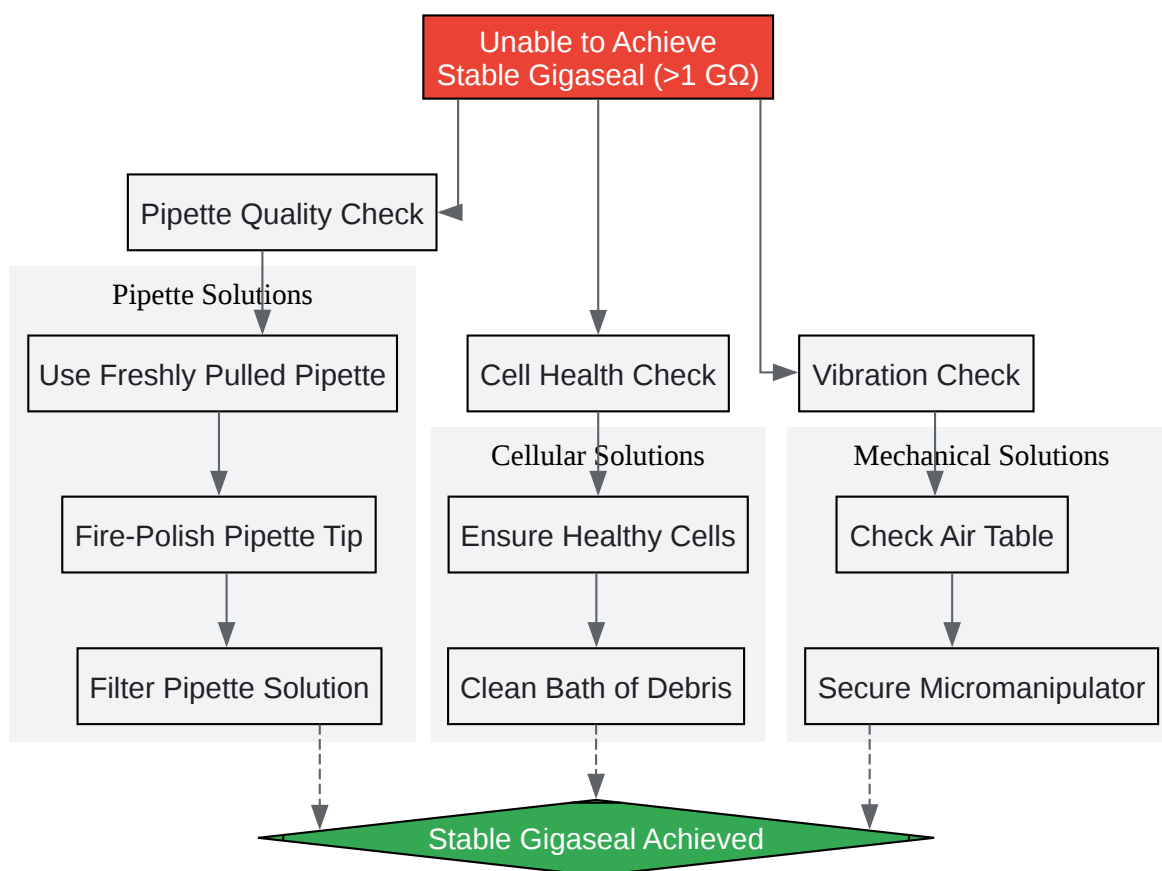 Unable to Achieve
Stable Gigaseal (>1 GΩ)
Pipette Quality Check
Pipette Solutions
Use Freshly Pulled Pipette
Cell Health Check
Vibration Check
Cellular Solutions
Mechanical Solutions
Fire-Polish Pipette Tip
Ensure Healthy Cells
Check Air Table
Filter Pipette Solution
Clean Bath of Debris
Secure Micromanipulator
Stable Gigaseal Achieved